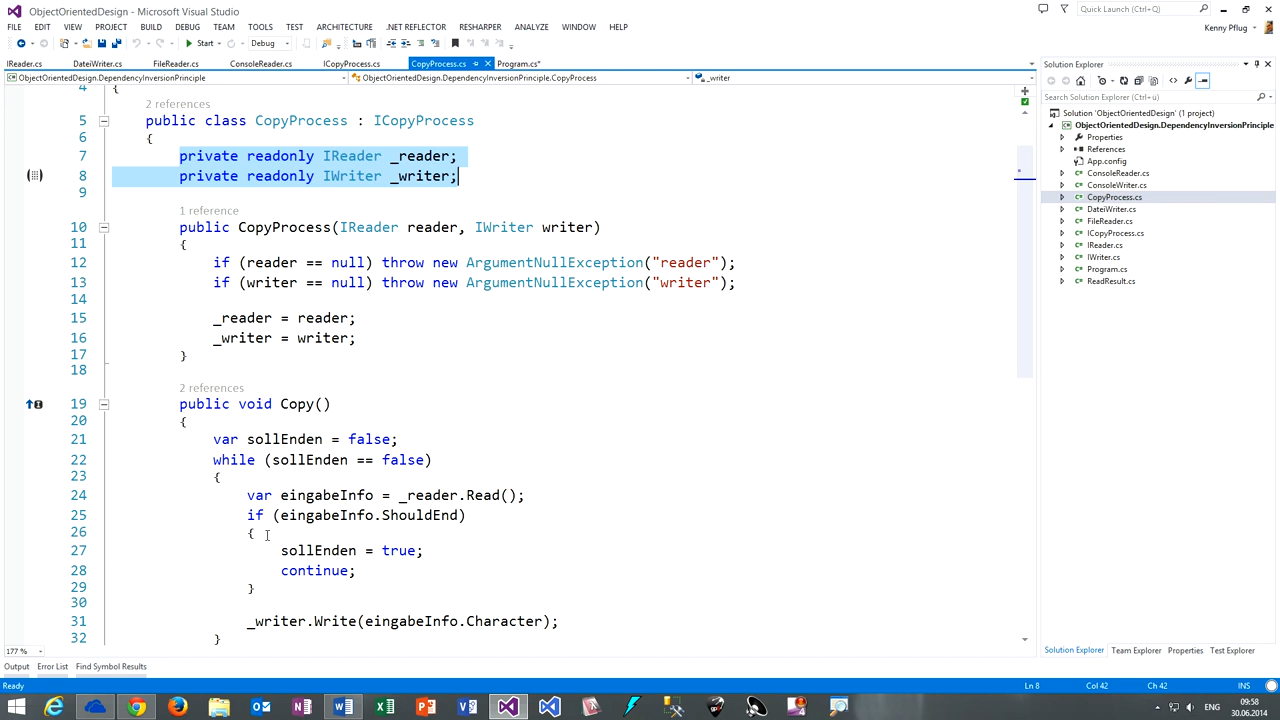 ObjectOrientedDesign - Microsoft Visual Studio
Quick Launch (Ctrl+Q)
FILE EDIT VIEW PROJECT BUILD DEBUG TEAM TOOLS TEST ARCHITECTURE .NET REFLECTOR RESHARPER ANALYZE WINDOW HELP
Kenny Pflug
Start Debug
IReader.cs DateiWriter.cs FileReader.cs ConsoleReader.cs ICopyProcess.cs CopyProcess.cs Program.cs*
ObjectOrientedDesign.DependencyInversionPrinciple ObjectOrientedDesign.DependencyInversionPrinciple.CopyProcess _writer
4 {
2 references
5 public class CopyProcess : ICopyProcess
6 {
7 private readonly IReader _reader;
8 private readonly IWriter _writer;
9
1 reference
10 public CopyProcess(IReader reader, IWriter writer)
11 {
12 if (reader == null) throw new ArgumentNullException("reader");
13 if (writer == null) throw new ArgumentNullException("writer");
14
15 _reader = reader;
16 _writer = writer;
17 }
18
2 references
19 public void Copy()
20 {
21 var sollEnden = false;
22 while (sollEnden == false)
23 {
24 var eingabeInfo = _reader.Read();
25 if (eingabeInfo.ShouldEnd)
26 {
27 sollEnden = true;
28 continue;
29 }
30
31 _writer.Write(eingabeInfo.Character);
32 }
177 %
Solution Explorer
Search Solution Explorer (Ctrl+ü)
Solution 'ObjectOrientedDesign' (1 project)
ObjectOrientedDesign.DependencyInversionPrinciple
Properties
References
App.config
ConsoleReader.cs
ConsoleWriter.cs
CopyProcess.cs
DateiWriter.cs
FileReader.cs
ICopyProcess.cs
IReader.cs
IWriter.cs
Program.cs
ReadResult.cs
Solution Explorer Team Explorer Properties Test Explorer
Output Error List Find Symbol Results
Ready Ln 8 Col 42 Ch 42 INS
ENG
09:58
30.06.2014